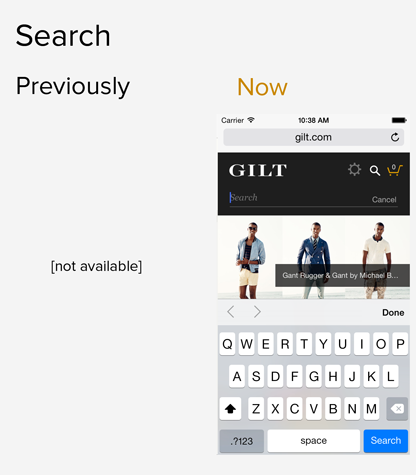 Search
Previously
Now
[not available]
Carrier
10:38 AM
gilt.com
GILT
0
Search
Cancel
Gant Rugger & Gant by Michael B...
Done
Q W E R T Y U I O P
A S D F G H J K L
Z X C V B N M
.?123 space Search